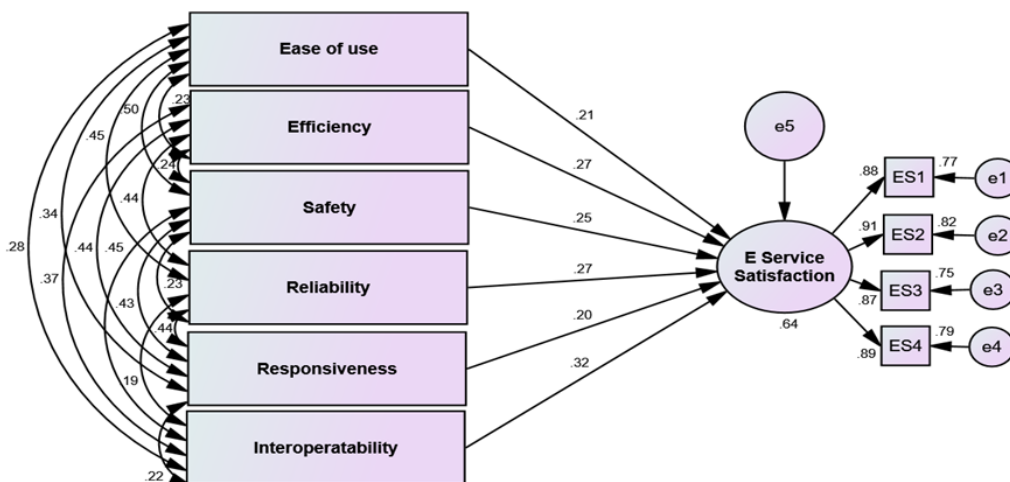 Ease of use
Efficiency
Safety
Reliability
Responsiveness
Interoperatability
.50
.23
.45
.24
.44
.34
.28
.44
.45
.37
.23
.43
.44
.19
.22
.21
.27
.25
.27
.20
.32
e5
E Service
Satisfaction
.64
.88
ES1
.77
e1
.91
ES2
.82
e2
.87
ES3
.75
e3
.89
ES4
.79
e4